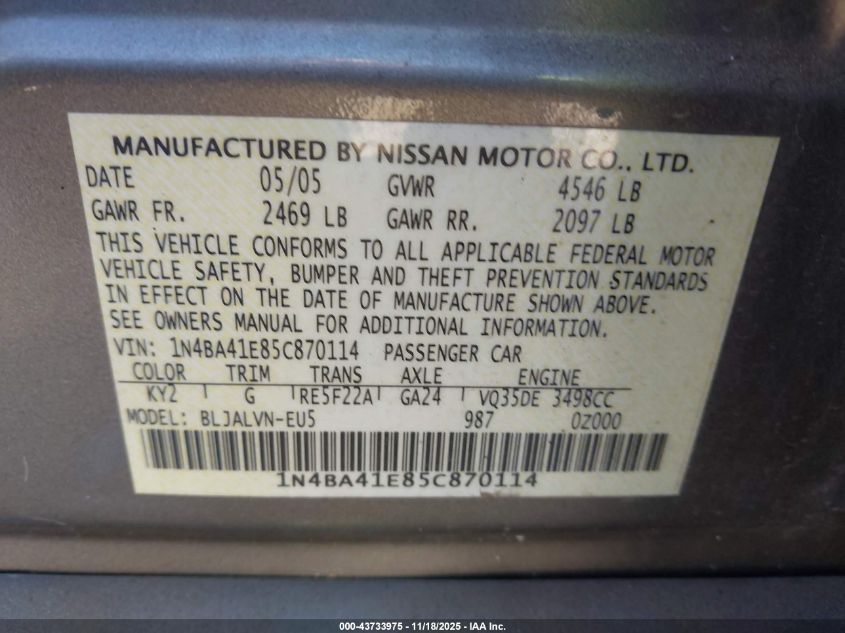 MANUFACTURED BY NISSAN MOTOR CO., LTD.
DATE 05/05 GVWR 4546 LB
GAWR FR. 2469 LB GAWR RR. 2097 LB
THIS VEHICLE CONFORMS TO ALL APPLICABLE FEDERAL MOTOR
VEHICLE SAFETY, BUMPER AND THEFT PREVENTION STANDARDS
IN EFFECT ON THE DATE OF MANUFACTURE SHOWN ABOVE.
SEE OWNERS MANUAL FOR ADDITIONAL INFORMATION.
VIN: 1N4BA41E85C870114 PASSENGER CAR
COLOR TRIM TRANS AXLE ENGINE
KY2 G RE5F22A GA24 VQ35DE 3498CC
MODEL: BLJALVN-EU5 987 0Z000
1N4BA41E85C870114
000-43733975 - 11/18/2025 - IAA Inc.